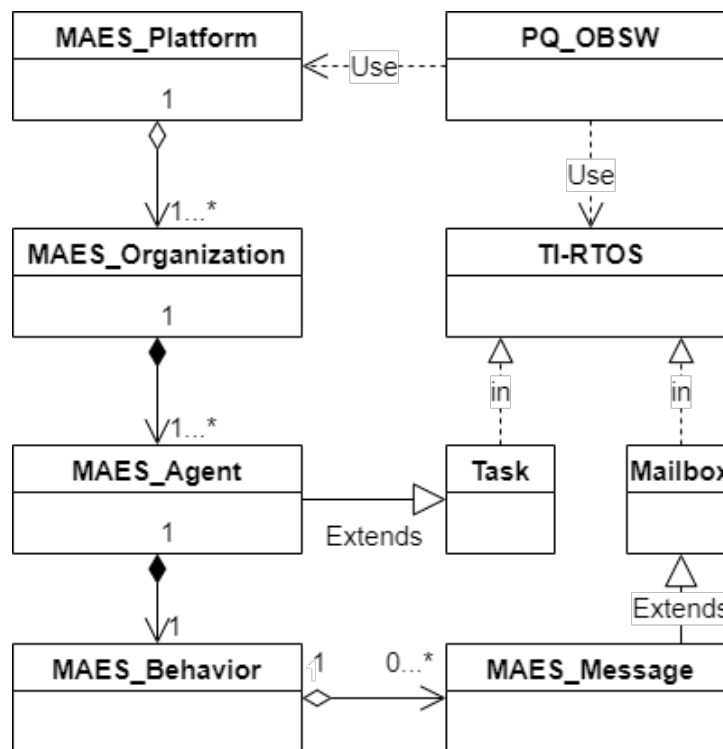 MAES_Platform
PQ_OBSW
Use
1
Use
1...*
MAES_Organization
TI-RTOS
1
in
in
1...*
MAES_Agent
Task
Mailbox
1
Extends
Extends
1
MAES_Behavior
1
0...*
MAES_Message